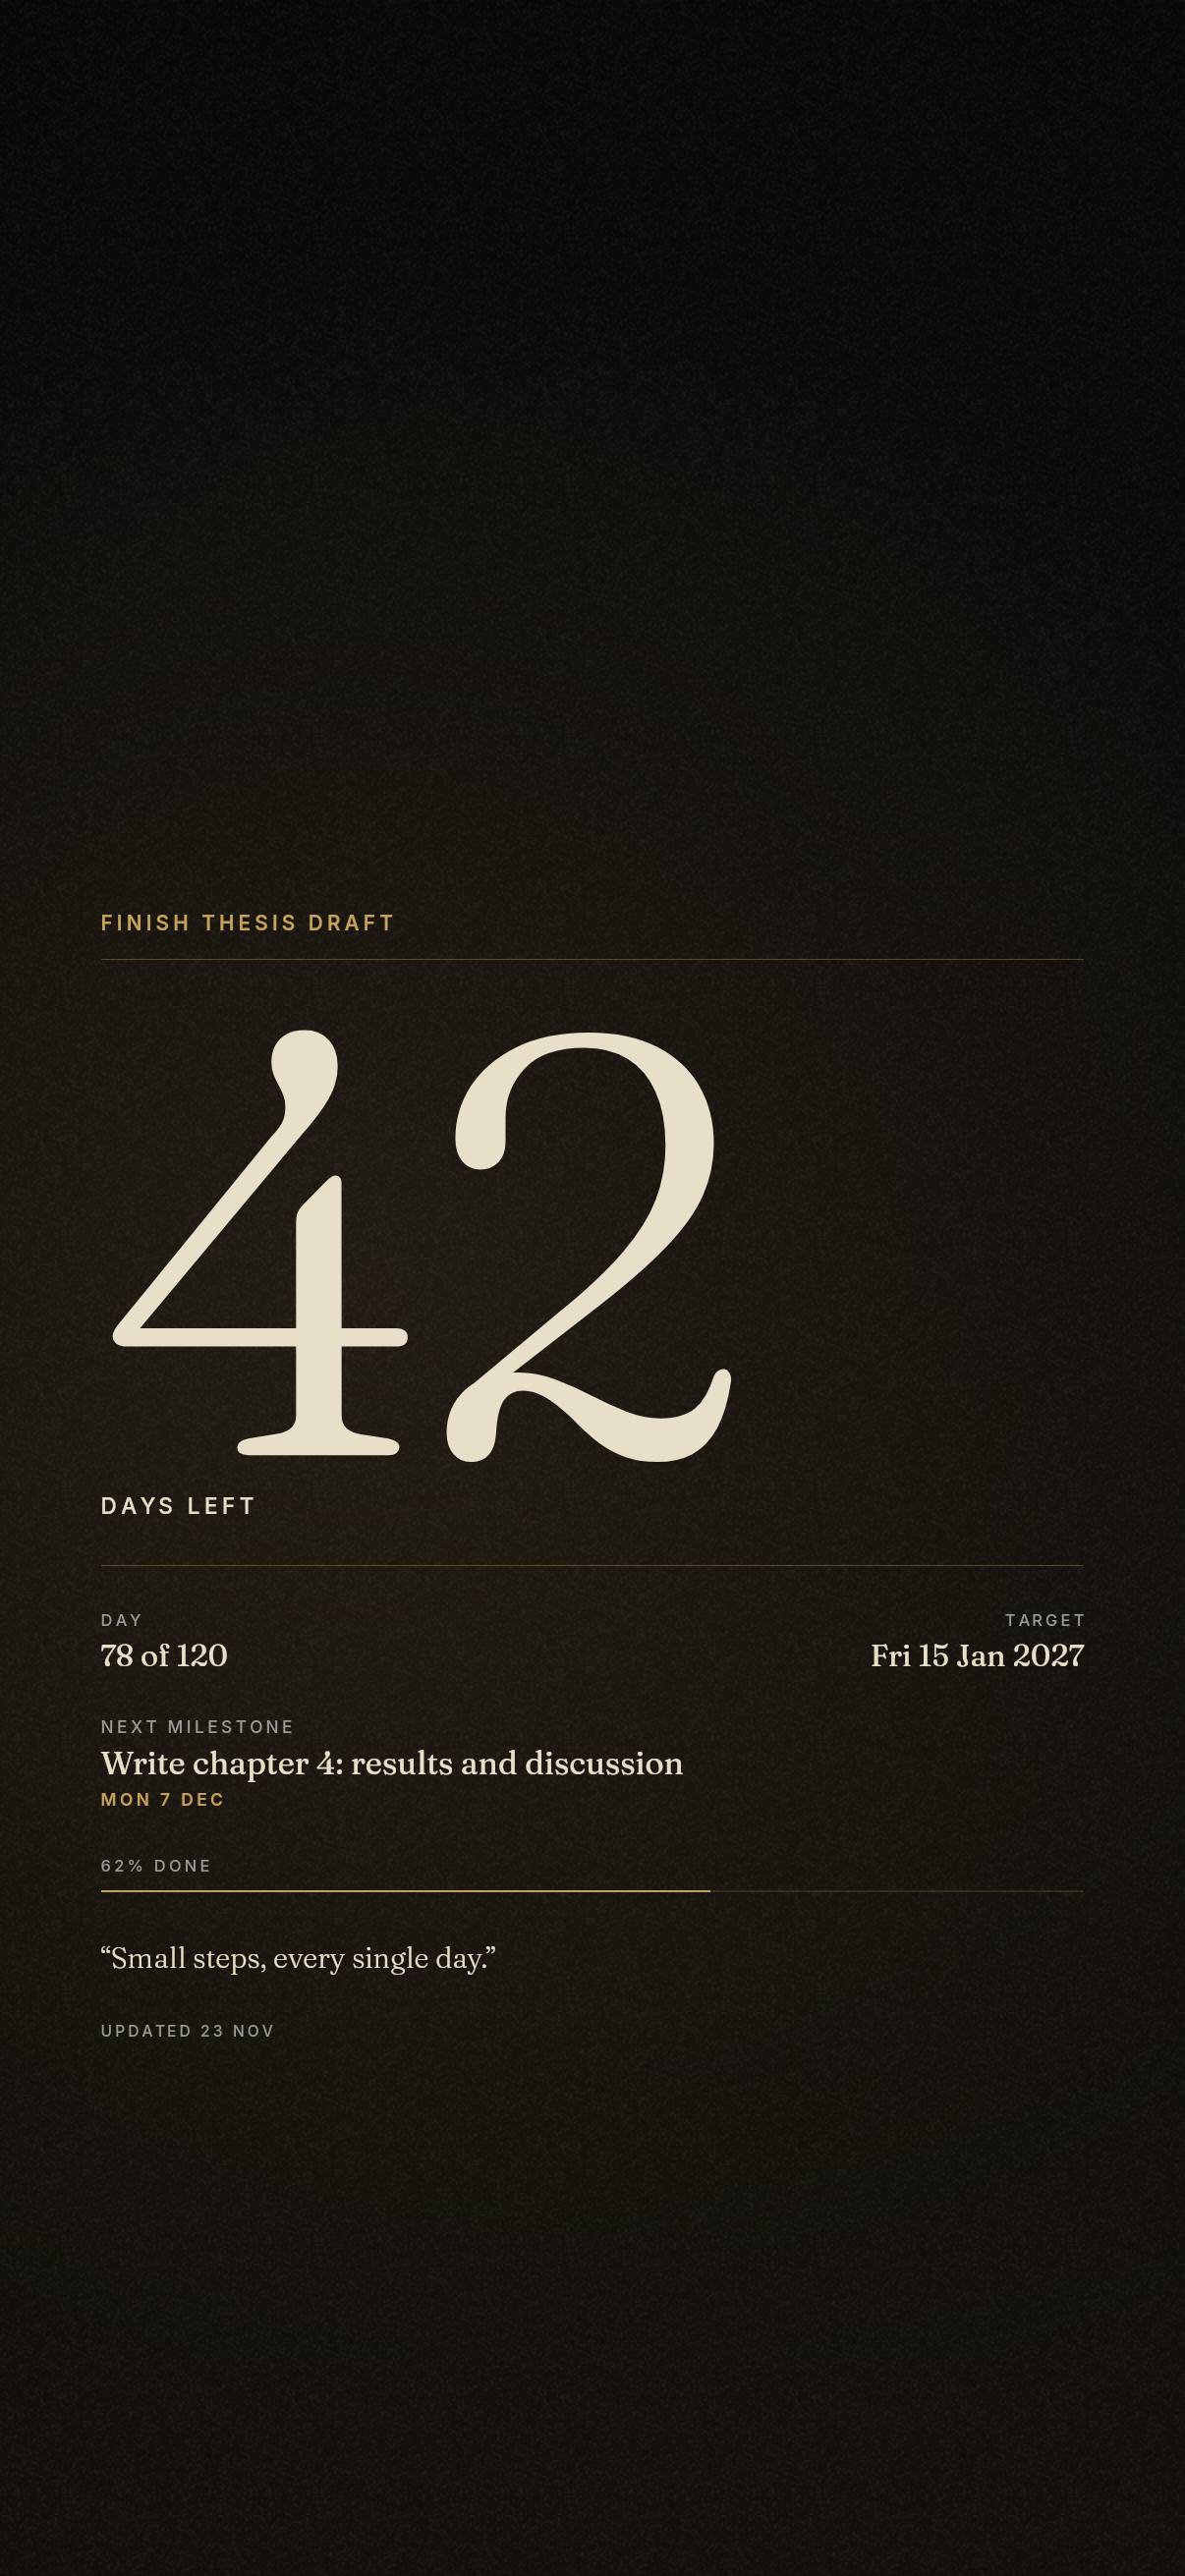 FINISH THESIS DRAFT
42
DAYS LEFT
DAY
TARGET
78 of 120
Fri 15 Jan 2027
NEXT MILESTONE
Write chapter 4: results and discussion
MON 7 DEC
62% DONE
“Small steps, every single day.”
UPDATED 23 NOV